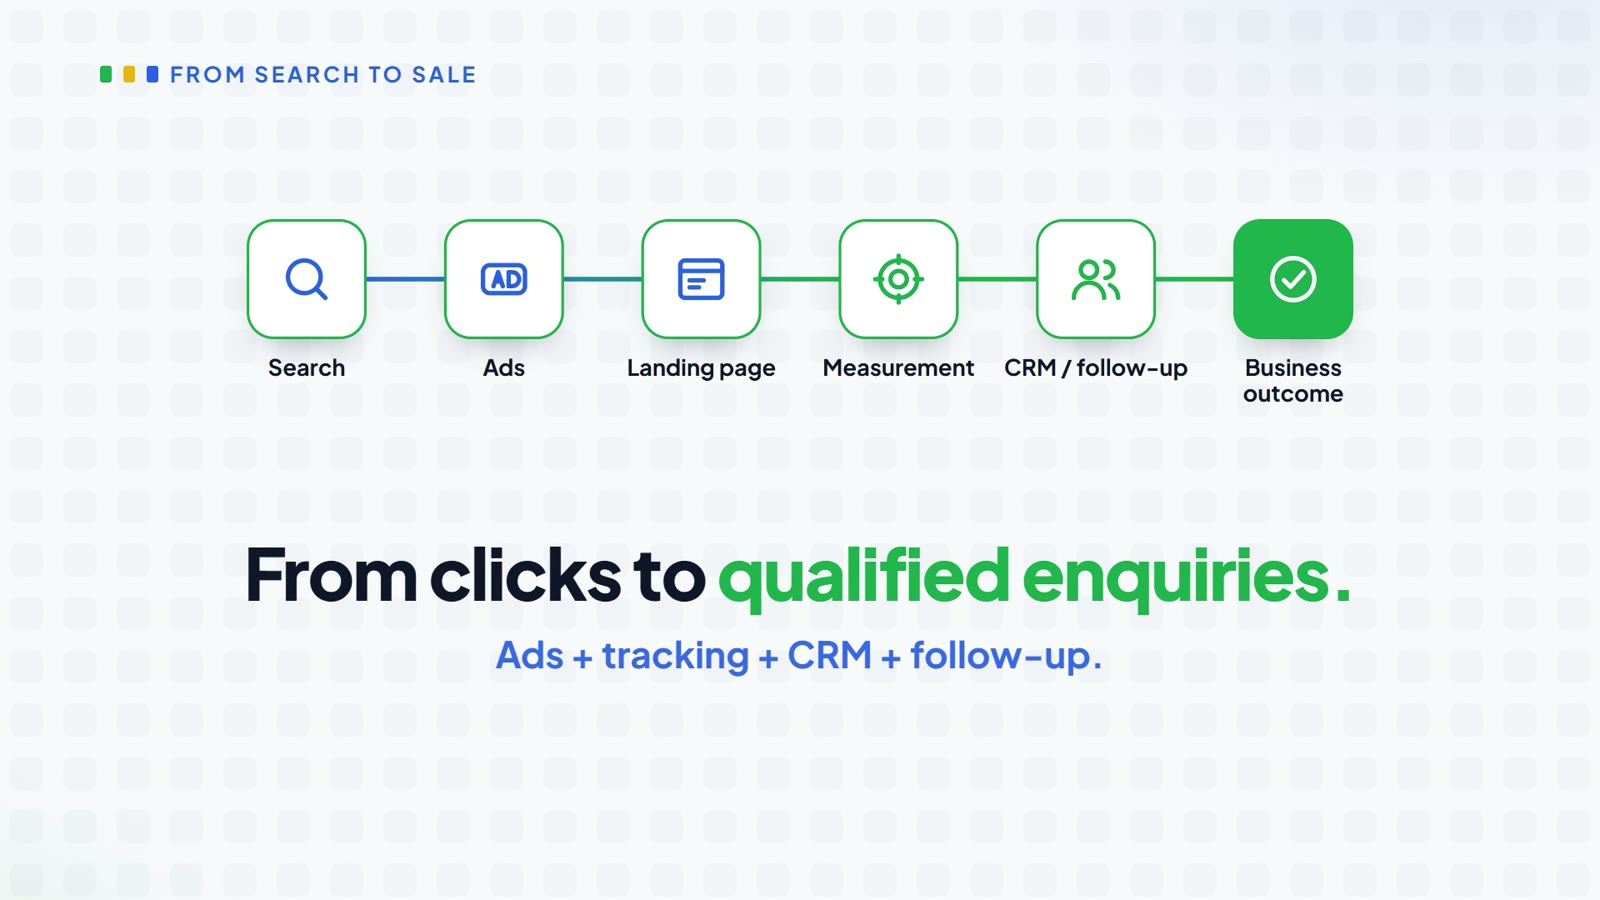 FROM SEARCH TO SALE
AD
Search
Ads
Landing page
Measurement
CRM / follow-up
Business
outcome
From clicks to qualified enquiries.
Ads + tracking + CRM + follow-up.